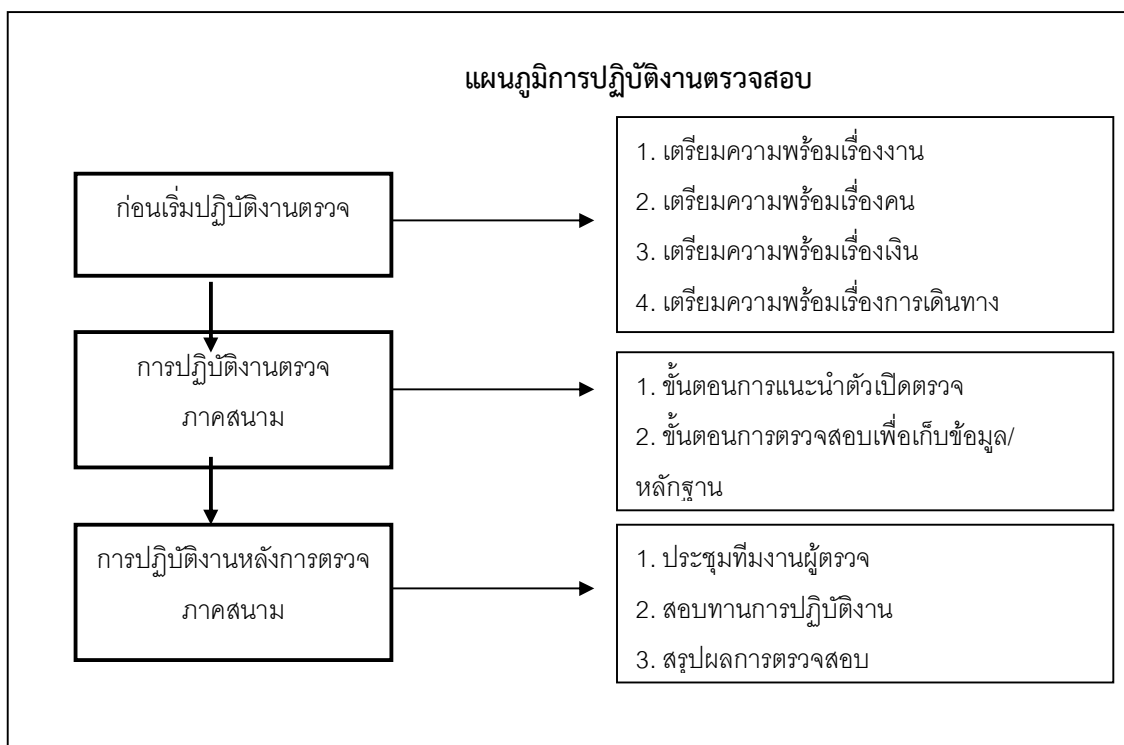 แผนภูมิการปฏิบัติงานตรวจสอบ
ก่อนเริ่มปฏิบัติงานตรวจ
1. เตรียมความพร้อมเรื่องงาน
2. เตรียมความพร้อมเรื่องคน
3. เตรียมความพร้อมเรื่องเงิน
4. เตรียมความพร้อมเรื่องการเดินทาง
การปฏิบัติงานตรวจ
ภาคสนาม
1. ขั้นตอนการแนะนำตัวเปิดตรวจ
2. ขั้นตอนการตรวจสอบเพื่อเก็บข้อมูล/
หลักฐาน
การปฏิบัติงานหลังการตรวจ
ภาคสนาม
1. ประชุมทีมงานผู้ตรวจ
2. สอบทานการปฏิบัติงาน
3. สรุปผลการตรวจสอบ